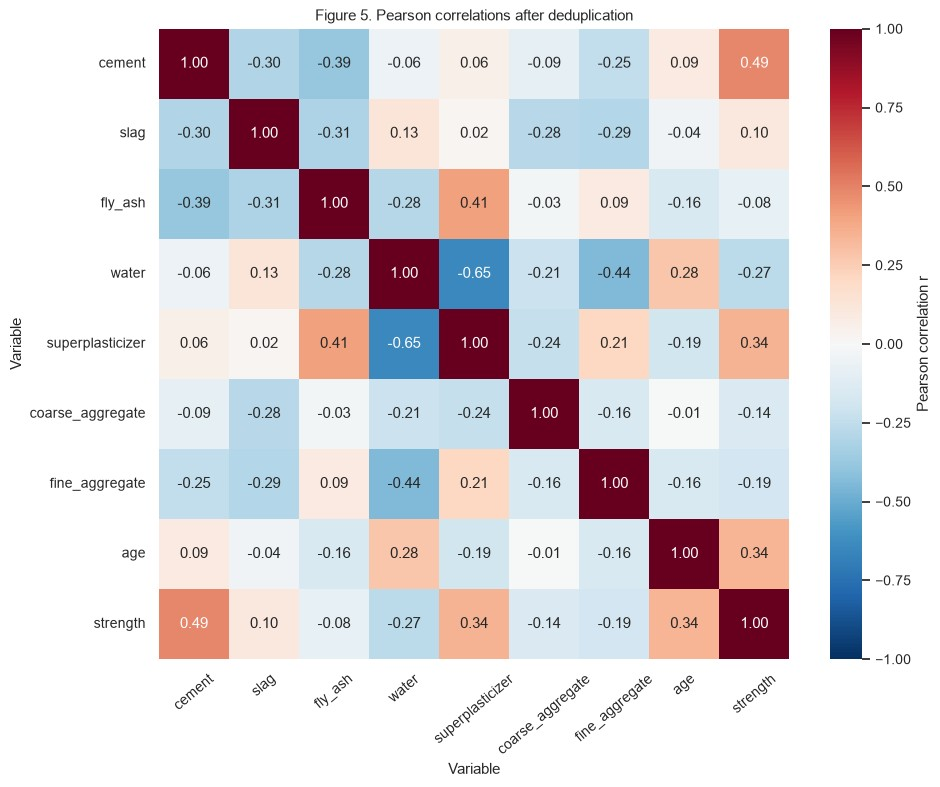 Figure 5. Pearson correlations after deduplication
cement 1.00 -0.30 -0.39 -0.06 0.06 -0.09 -0.25 0.09 0.49
slag -0.30 1.00 -0.31 0.13 0.02 -0.28 -0.29 -0.04 0.10
fly_ash -0.39 -0.31 1.00 -0.28 0.41 -0.03 0.09 -0.16 -0.08
water -0.06 0.13 -0.28 1.00 -0.65 -0.21 -0.44 0.28 -0.27
superplasticizer 0.06 0.02 0.41 -0.65 1.00 -0.24 0.21 -0.19 0.34
coarse_aggregate -0.09 -0.28 -0.03 -0.21 -0.24 1.00 -0.16 -0.01 -0.14
fine_aggregate -0.25 -0.29 0.09 -0.44 0.21 -0.16 1.00 -0.16 -0.19
age 0.09 -0.04 -0.16 0.28 -0.19 -0.01 -0.16 1.00 0.34
strength 0.49 0.10 -0.08 -0.27 0.34 -0.14 -0.19 0.34 1.00
Variable
cement slag fly_ash water superplasticizer coarse_aggregate fine_aggregate age strength
Variable
1.00
0.75
0.50
0.25
0.00
−0.25
−0.50
−0.75
−1.00
Pearson correlation r